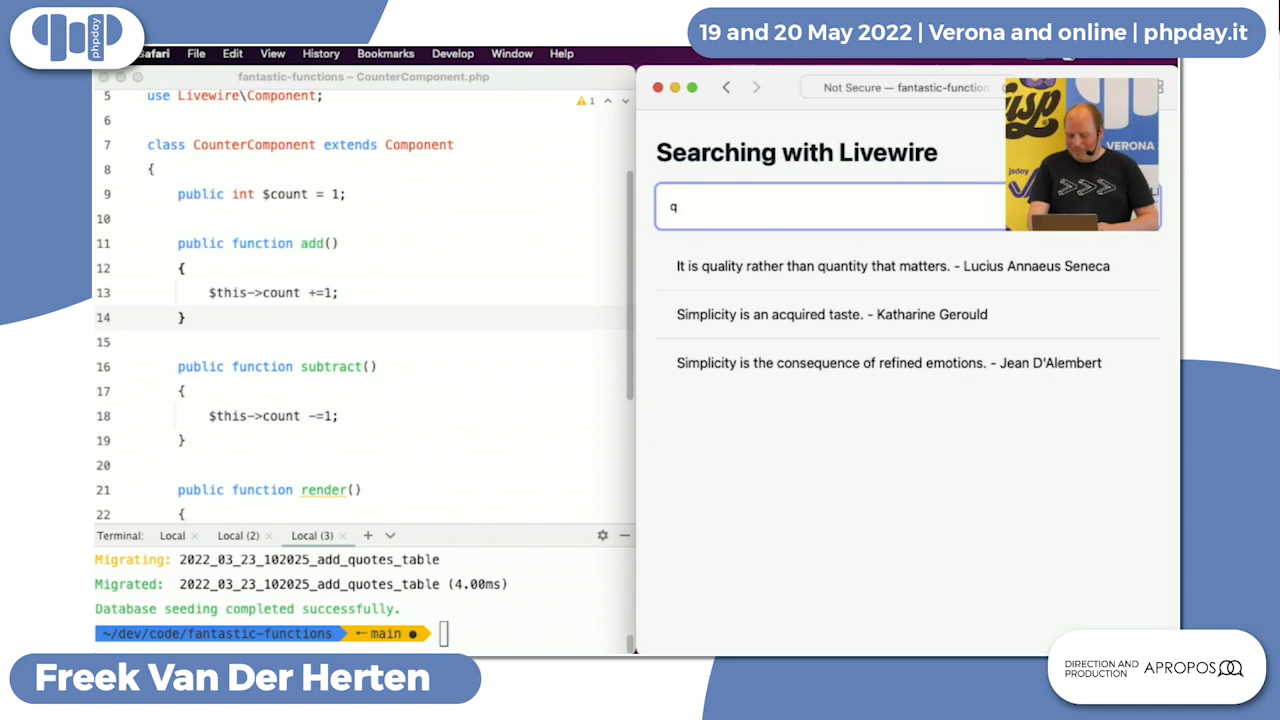 phpday
19 and 20 May 2022 | Verona and online | phpday.it
Safari File Edit View History Bookmarks Develop Window Help
fantastic-functions – CounterComponent.php
5 use Livewire\Component;
1
6
7 class CounterComponent extends Component
8 {
9 public int $count = 1;
10
11 public function add()
12 {
13 $this->count +=1;
14 }
15
16 public function subtract()
17 {
18 $this->count -=1;
19 }
20
21 public function render()
22 {
Terminal: Local × Local (2) × Local (3) × +
Migrating: 2022_03_23_102025_add_quotes_table
Migrated: 2022_03_23_102025_add_quotes_table (4.00ms)
Database seeding completed successfully.
~/dev/code/fantastic-functions ←main ●
Not Secure — fantastic-function
Searching with Livewire
q
It is quality rather than quantity that matters. - Lucius Annaeus Seneca
Simplicity is an acquired taste. - Katharine Gerould
Simplicity is the consequence of refined emotions. - Jean D'Alembert
jsday
VERONA
>>>
Freek Van Der Herten
DIRECTION AND
PRODUCTION
APROPOS